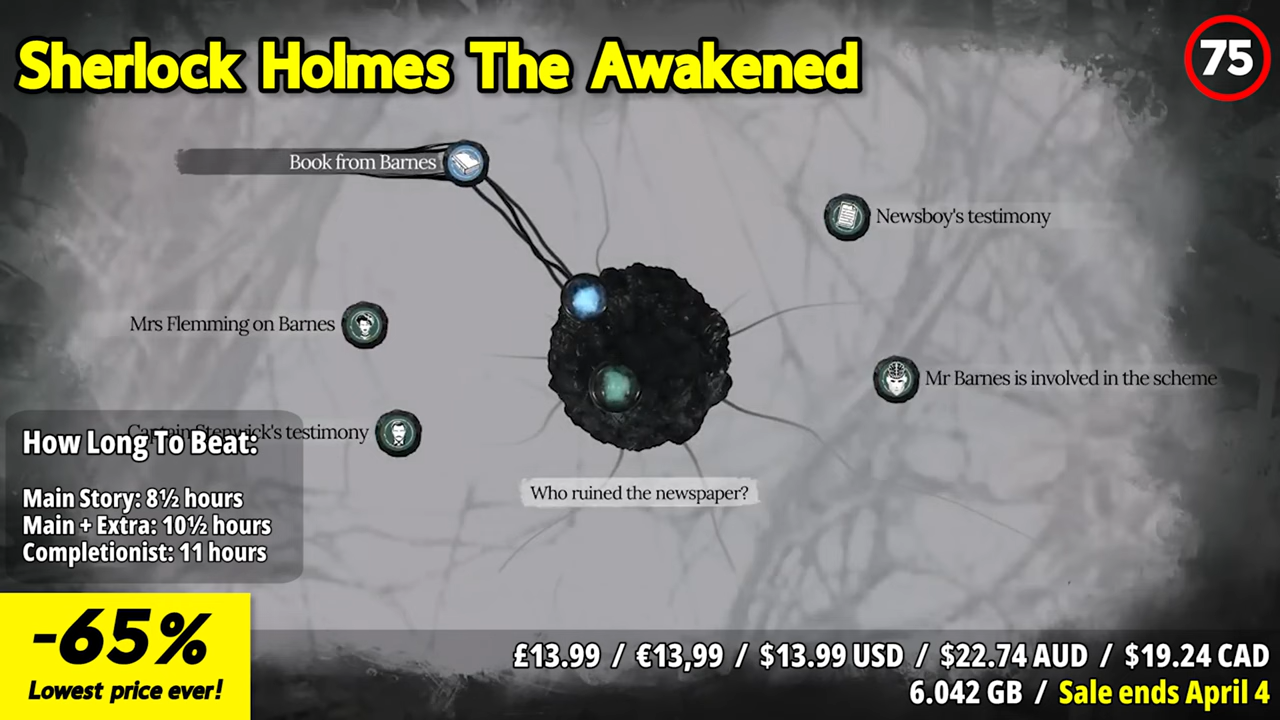 Sherlock Holmes The Awakened
75
Book from Barnes
Newsboy's testimony
Mrs Flemming on Barnes
Mr Barnes is involved in the scheme
Captain Stenwick's testimony
How Long To Beat:
Main Story: 8½ hours
Main + Extra: 10½ hours
Completionist: 11 hours
Who ruined the newspaper?
-65%
Lowest price ever!
£13.99 / €13,99 / $13.99 USD / $22.74 AUD / $19.24 CAD
6.042 GB / Sale ends April 4